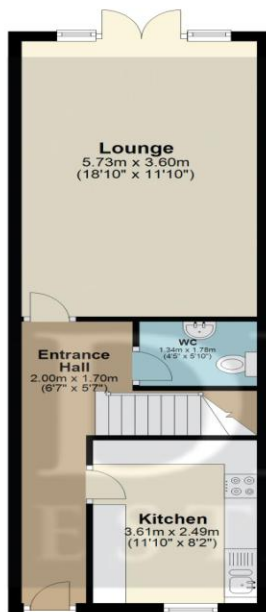 Lounge
5.73m x 3.60m
(18'10" x 11'10")
WC
1.34m x 1.78m
(4'5" x 5'10")
Entrance
Hall
2.00m x 1.70m
(6'7" x 5'7")
Kitchen
3.61m x 2.49m
(11'10" x 8'2")